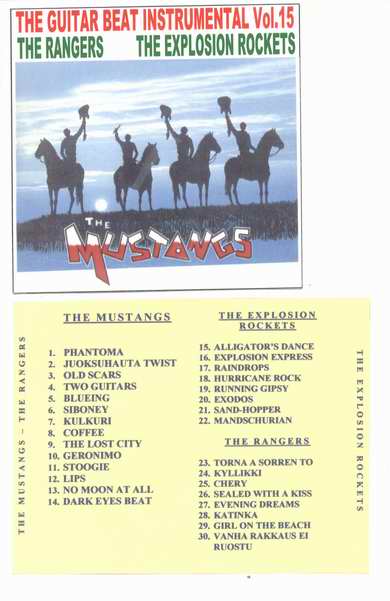 THE GUITAR BEAT INSTRUMENTAL Vol.15
THE RANGERS THE EXPLOSION ROCKETS
THE
MUSTANGS
THE MUSTANGS – THE RANGERS
THE MUSTANGS
1. PHANTOMA
2. JUOKSUHAUTA TWIST
3. OLD SCARS
4. TWO GUITARS
5. BLUEING
6. SIBONEY
7. KULKURI
8. COFFEE
9. THE LOST CITY
10. GERONIMO
11. STOOGIE
12. LIPS
13. NO MOON AT ALL
14. DARK EYES BEAT
THE EXPLOSION
ROCKETS
15. ALLIGATOR'S DANCE
16. EXPLOSION EXPRESS
17. RAINDROPS
18. HURRICANE ROCK
19. RUNNING GIPSY
20. EXODOS
21. SAND-HOPPER
22. MANDSCHURIAN
THE RANGERS
23. TORNA A SORREN TO
24. KYLLIKKI
25. CHERY
26. SEALED WITH A KISS
27. EVENING DREAMS
28. KATINKA
29. GIRL ON THE BEACH
30. VANHA RAKKAUS EI
RUOSTU
THE EXPLOSION ROCKETS